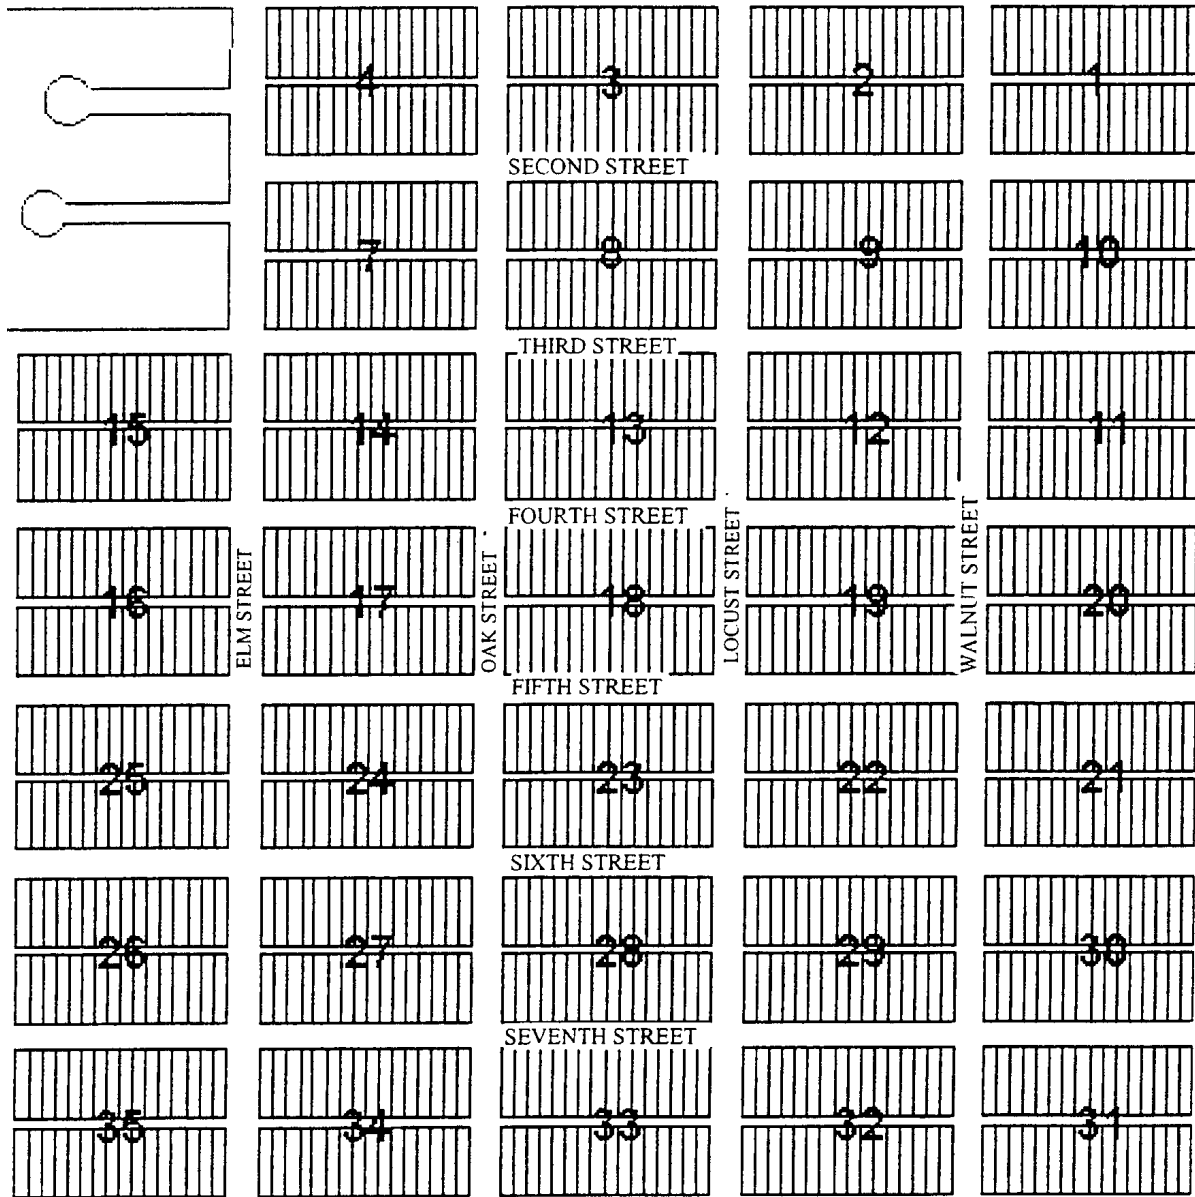 4 3 2 1
SECOND STREET
7 8 9 10
THIRD STREET
15 14 13 12 11
FOURTH STREET
16 17 18 19 20
ELM STREET
OAK STREET
LOCUST STREET
WALNUT STREET
FIFTH STREET
25 24 23 22 21
SIXTH STREET
26 27 28 29 30
SEVENTH STREET
35 34 33 32 31